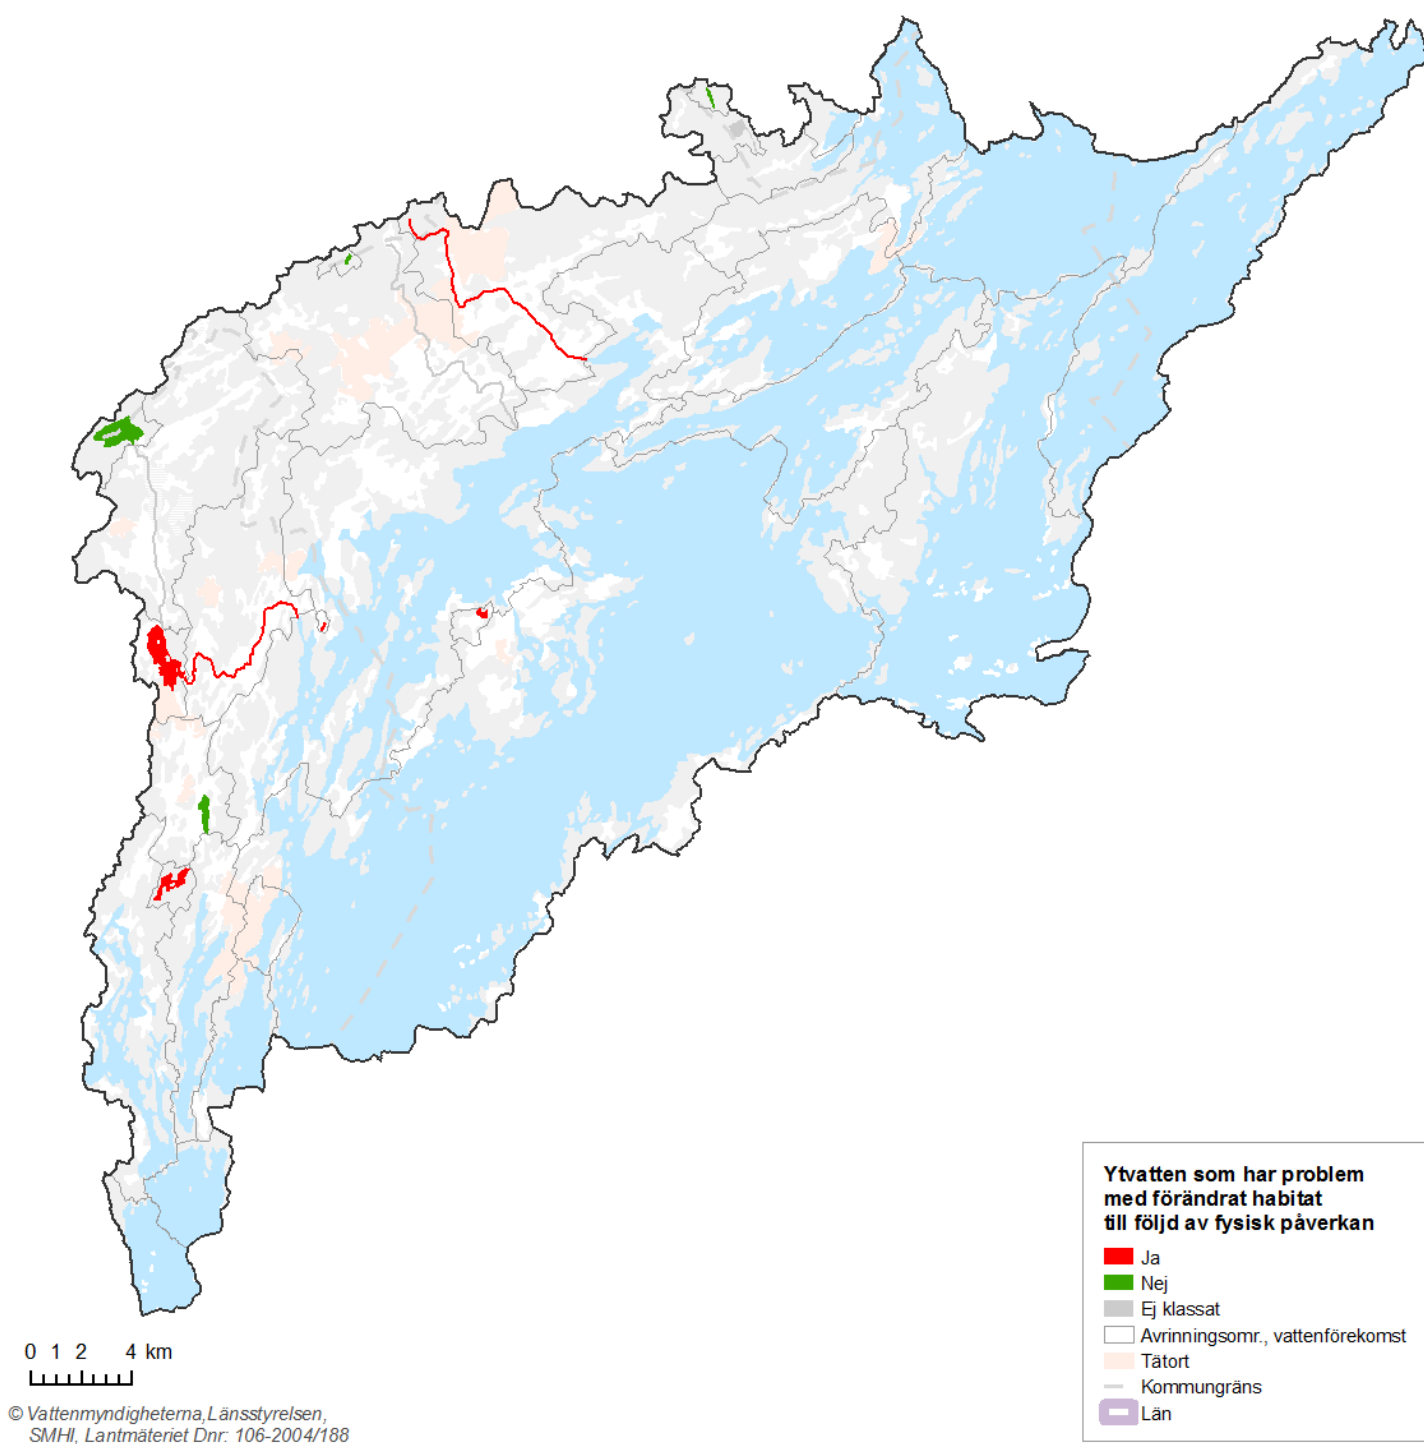 Ytvatten som har problem
med förändrat habitat
till följd av fysisk påverkan
Ja
Nej
Ej klassat
Avrinningsomr., vattenförekomst
Tätort
Kommungräns
Län
0 1 2 4 km
© Vattenmyndigheterna,Länsstyrelsen,
SMHI, Lantmäteriet Dnr: 106-2004/188